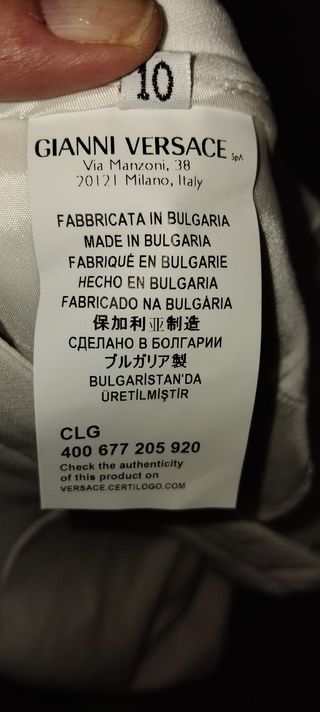 10
GIANNI VERSACE SpA
Via Manzoni, 38
20121 Milano, Italy
FABBRICATA IN BULGARIA
MADE IN BULGARIA
FABRIQUÉ EN BULGARIE
HECHO EN BULGARIA
FABRICADO NA BULGÁRIA
保加利亚制造
СДЕЛАНО В БОЛГАРИИ
ブルガリア製
BULGARİSTAN'DA
ÜRETİLMİŞTİR
CLG
400 677 205 920
Check the authenticity
of this product on
VERSACE.CERTILOGO.COM